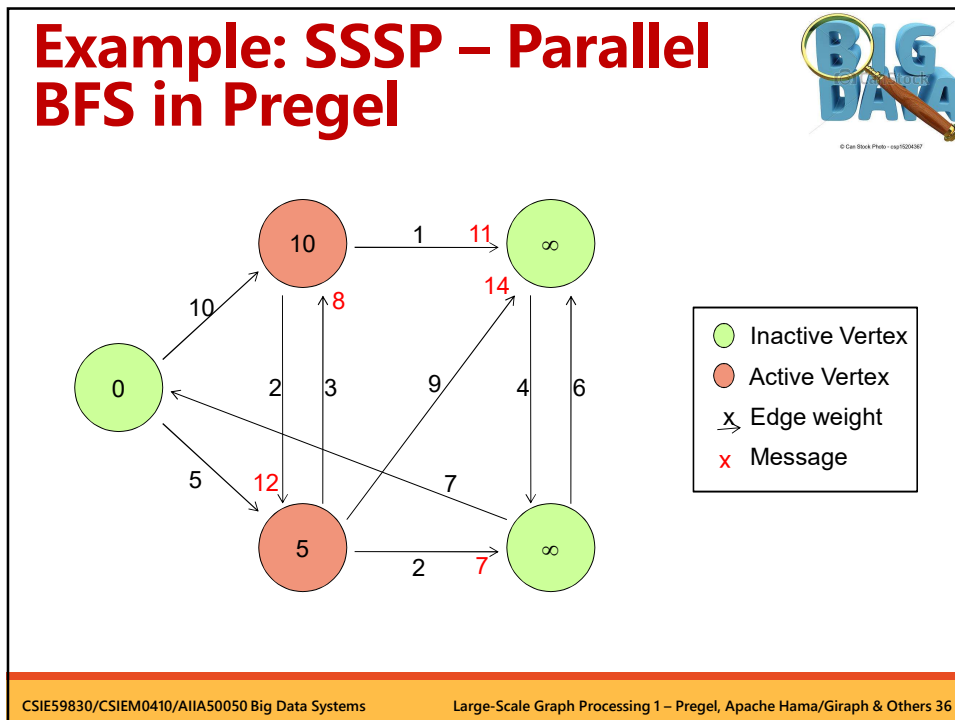 Example: SSSP – Parallel
BFS in Pregel
BIG
DATA
© CanStock
© Can Stock Photo - csp15204367
10
1
11
∞
14
8
10
0
2
3
9
4
6
5
12
7
5
2
7
∞
Inactive Vertex
Active Vertex
x Edge weight
x Message
CSIE59830/CSIEM0410/AIIA50050 Big Data Systems
Large-Scale Graph Processing 1 – Pregel, Apache Hama/Giraph & Others 36